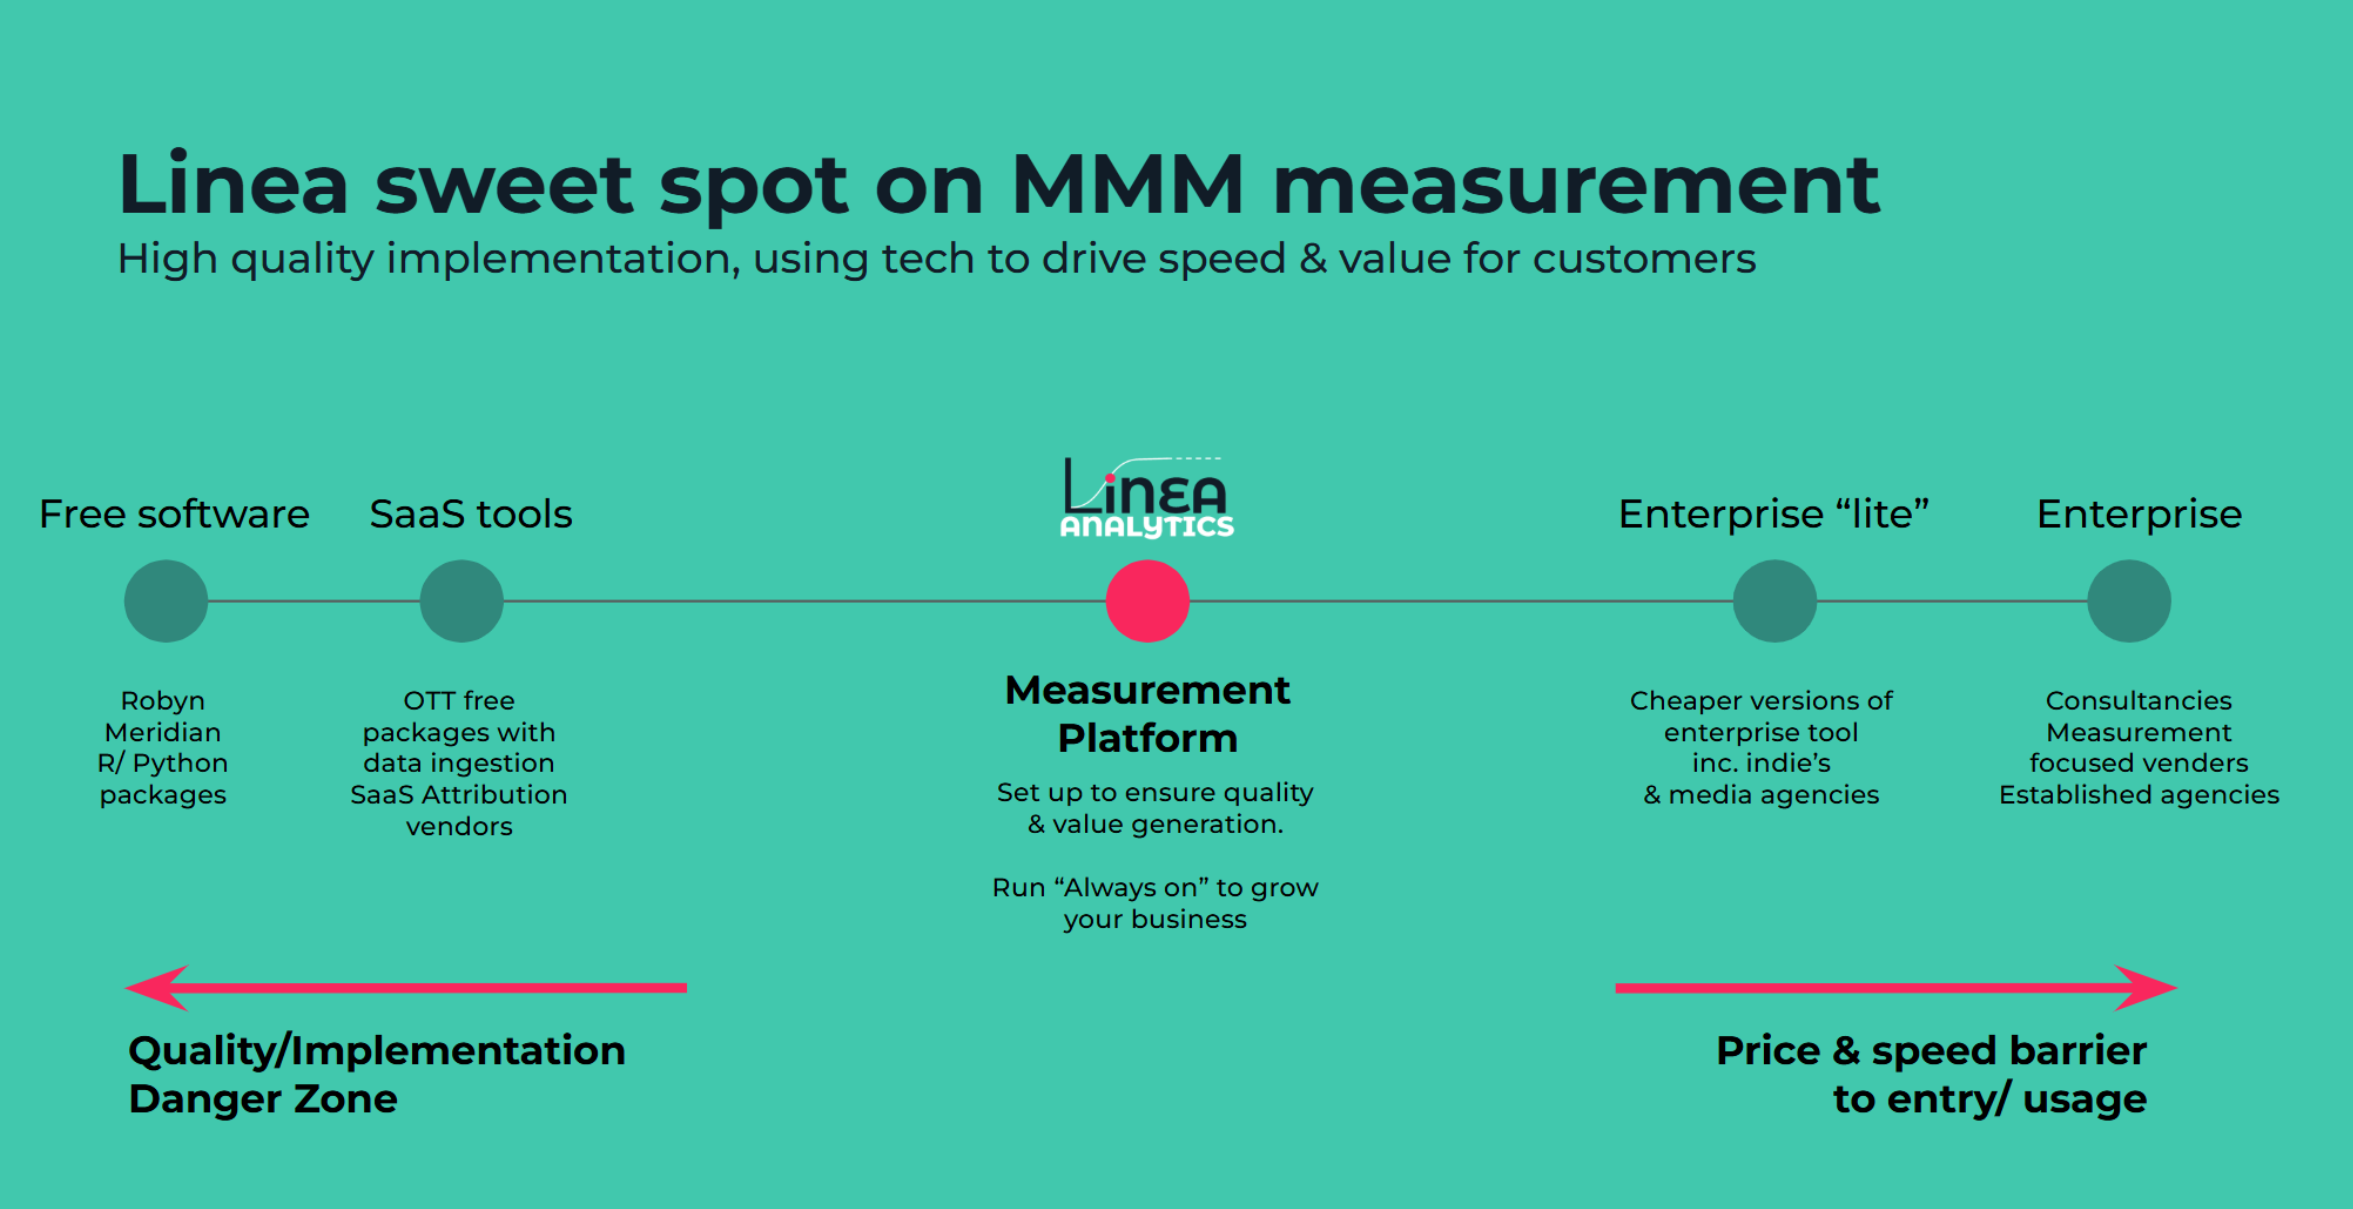 Linea sweet spot on MMM measurement
High quality implementation, using tech to drive speed & value for customers
Free software
SaaS tools
LinEA
ANALYTICS
Enterprise “lite”
Enterprise
Robyn
Meridian
R/ Python
packages
OTT free
packages with
data ingestion
SaaS Attribution
vendors
Measurement
Platform
Set up to ensure quality
& value generation.
Run “Always on” to grow
your business
Cheaper versions of
enterprise tool
inc. indie’s
& media agencies
Consultancies
Measurement
focused venders
Established agencies
Quality/Implementation
Danger Zone
Price & speed barrier
to entry/ usage